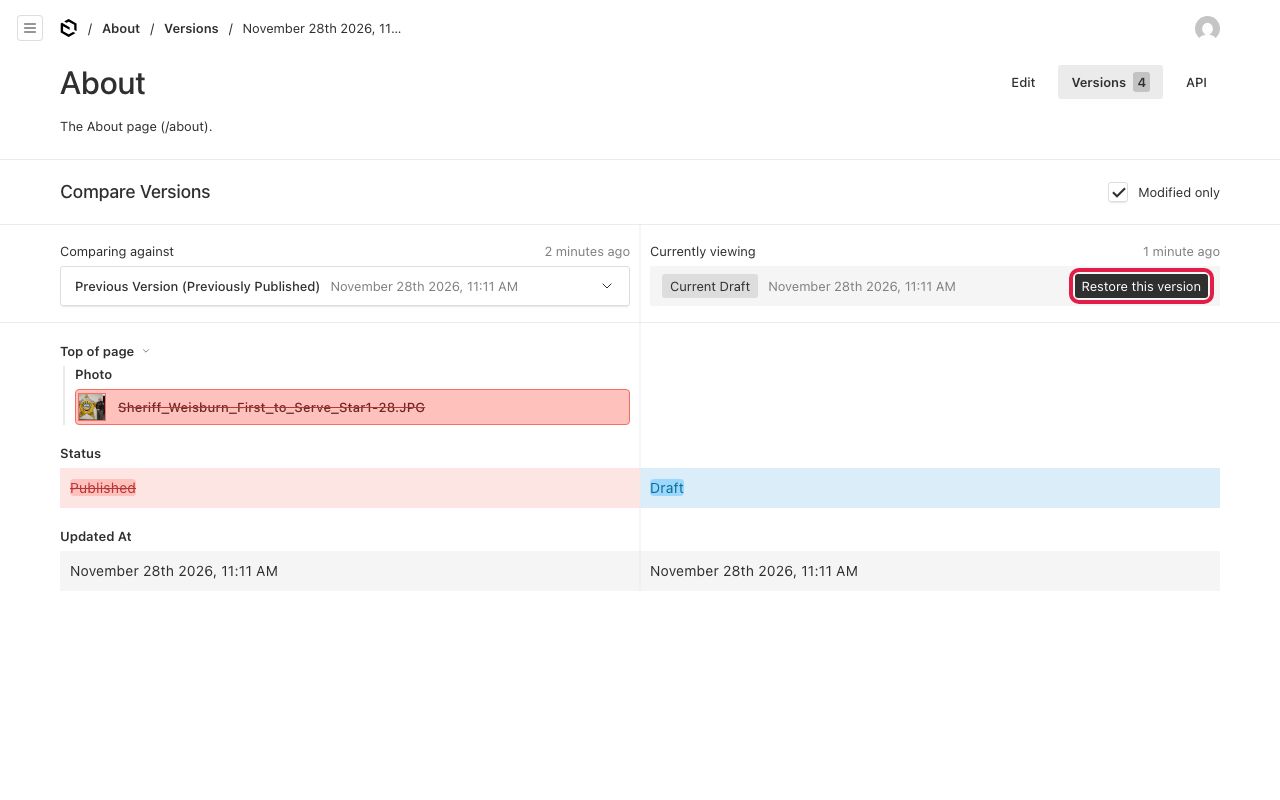 / About / Versions / November 28th 2026, 11...
About
Edit
Versions 4
API
The About page (/about).
Compare Versions
Modified only
Comparing against
2 minutes ago
Previous Version (Previously Published) November 28th 2026, 11:11 AM
Currently viewing
1 minute ago
Current Draft November 28th 2026, 11:11 AM
Restore this version
Top of page
Photo
Sheriff_Weisburn_First_to_Serve_Star1-28.JPG
Status
Published
Draft
Updated At
November 28th 2026, 11:11 AM
November 28th 2026, 11:11 AM